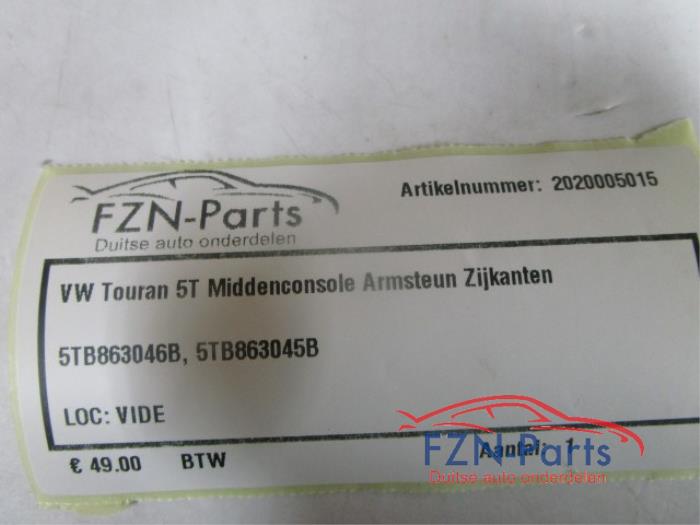 FZN-Parts
Duitse auto onderdelen
Artikelnummer: 2020005015
VW Touran 5T Middenconsole Armsteun Zijkanten
5TB863046B, 5TB863045B
LOC: VIDE
€ 49.00 BTW
Aantal: 1
FZN-Parts
Duitse auto onderdelen